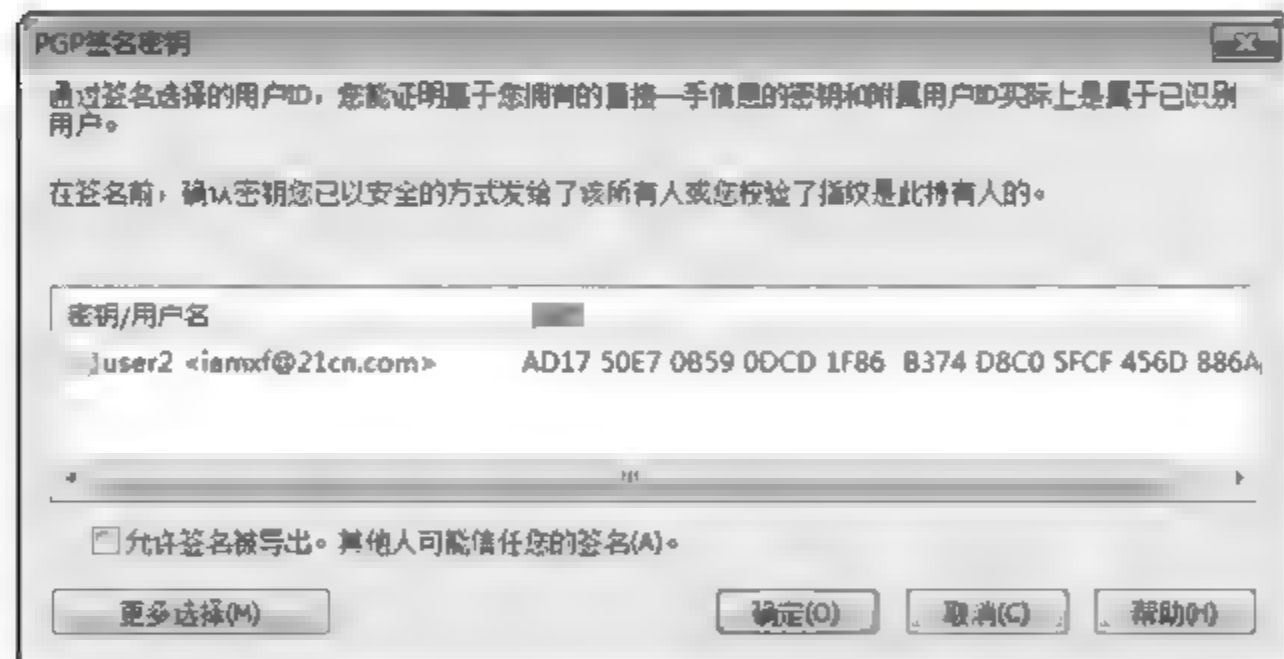 PGP签名密钥
通过签名选择的用户ID，您能证明基于您拥有的直接一手信息的密钥和附属用户ID实际上是属于已识别
用户。
在签名前，确认密钥您已以安全的方式发给了该所有人或您校验了指纹是此持有人的。
密钥/用户名
user2 <iamxf@21cn.com> AD17 50E7 0B59 0DCD 1F86 B374 D8C0 5FCF 456D 886A
允许签名被导出。其他人可能信任您的签名(A)。
更多选择(M) 确定(O) 取消(C) 帮助(H)